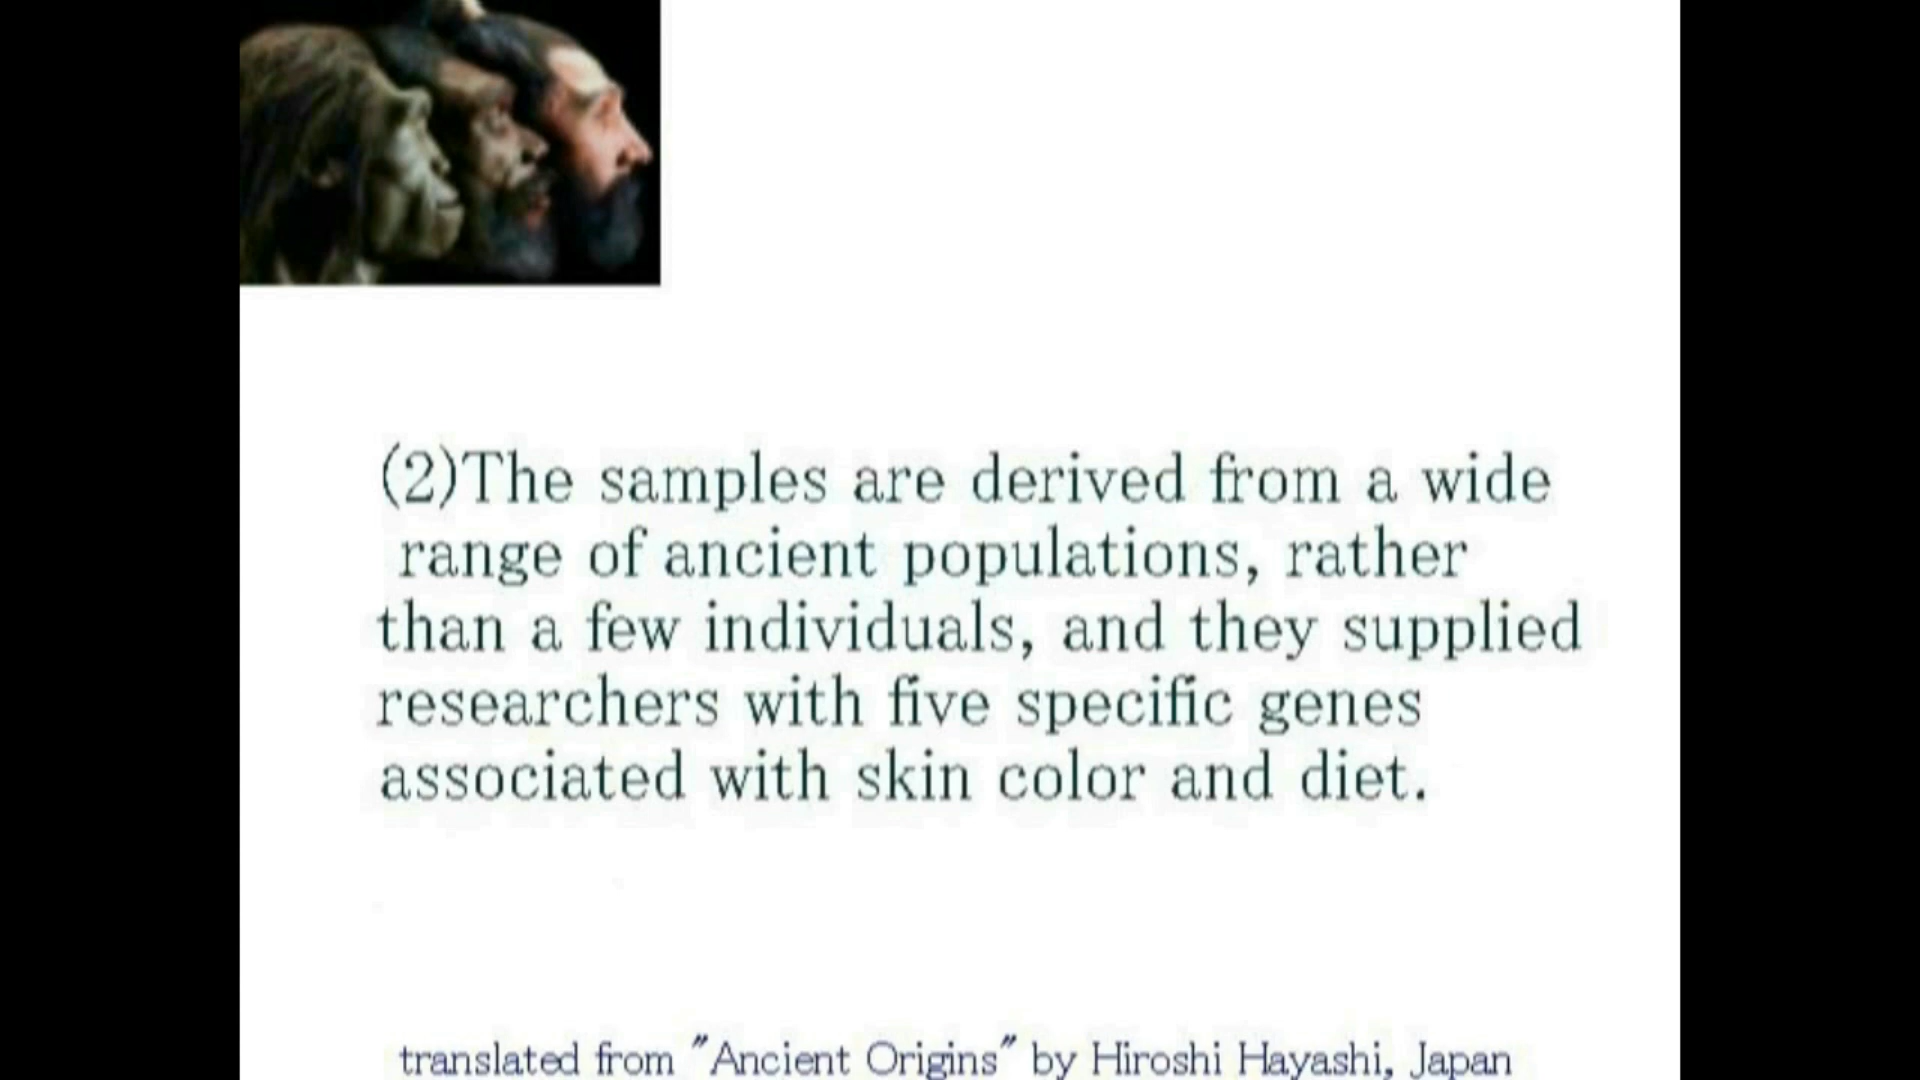 (2)The samples are derived from a wide
range of ancient populations, rather
than a few individuals, and they supplied
researchers with five specific genes
associated with skin color and diet.
translated from "Ancient Origins" by Hiroshi Hayashi, Japan